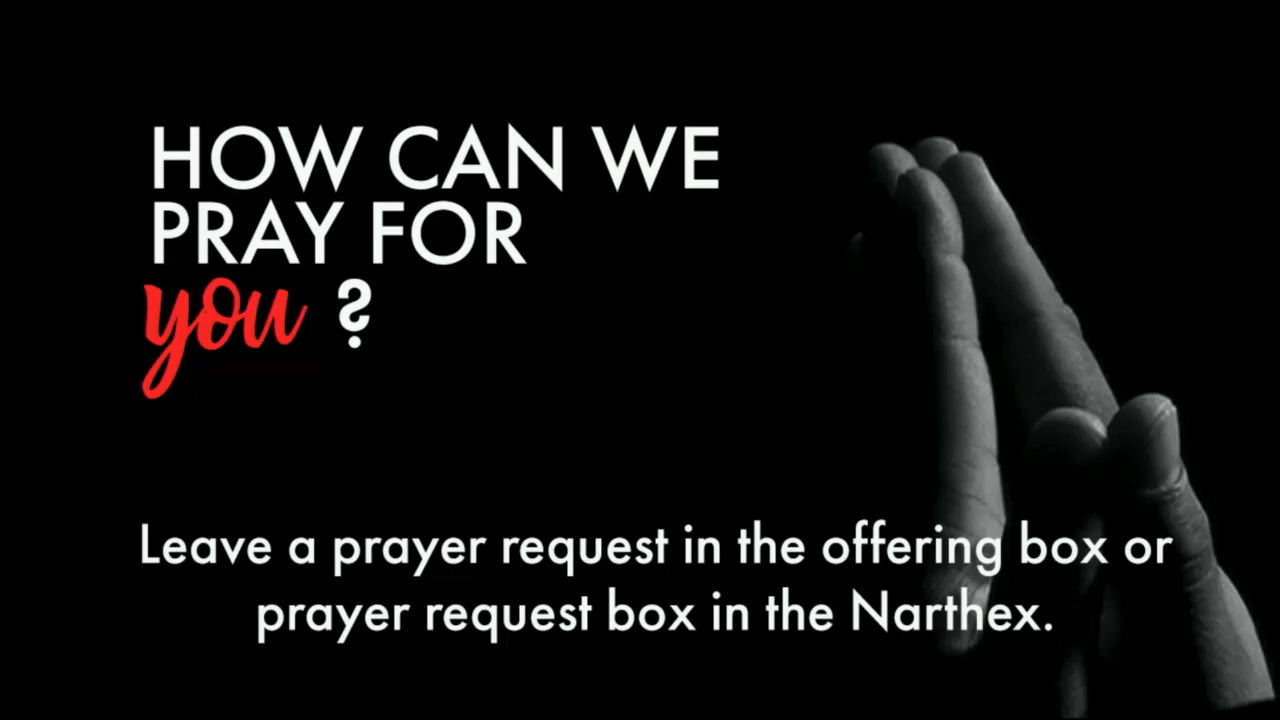 HOW CAN WE
PRAY FOR
you ?
Leave a prayer request in the offering box or
prayer request box in the Narthex.